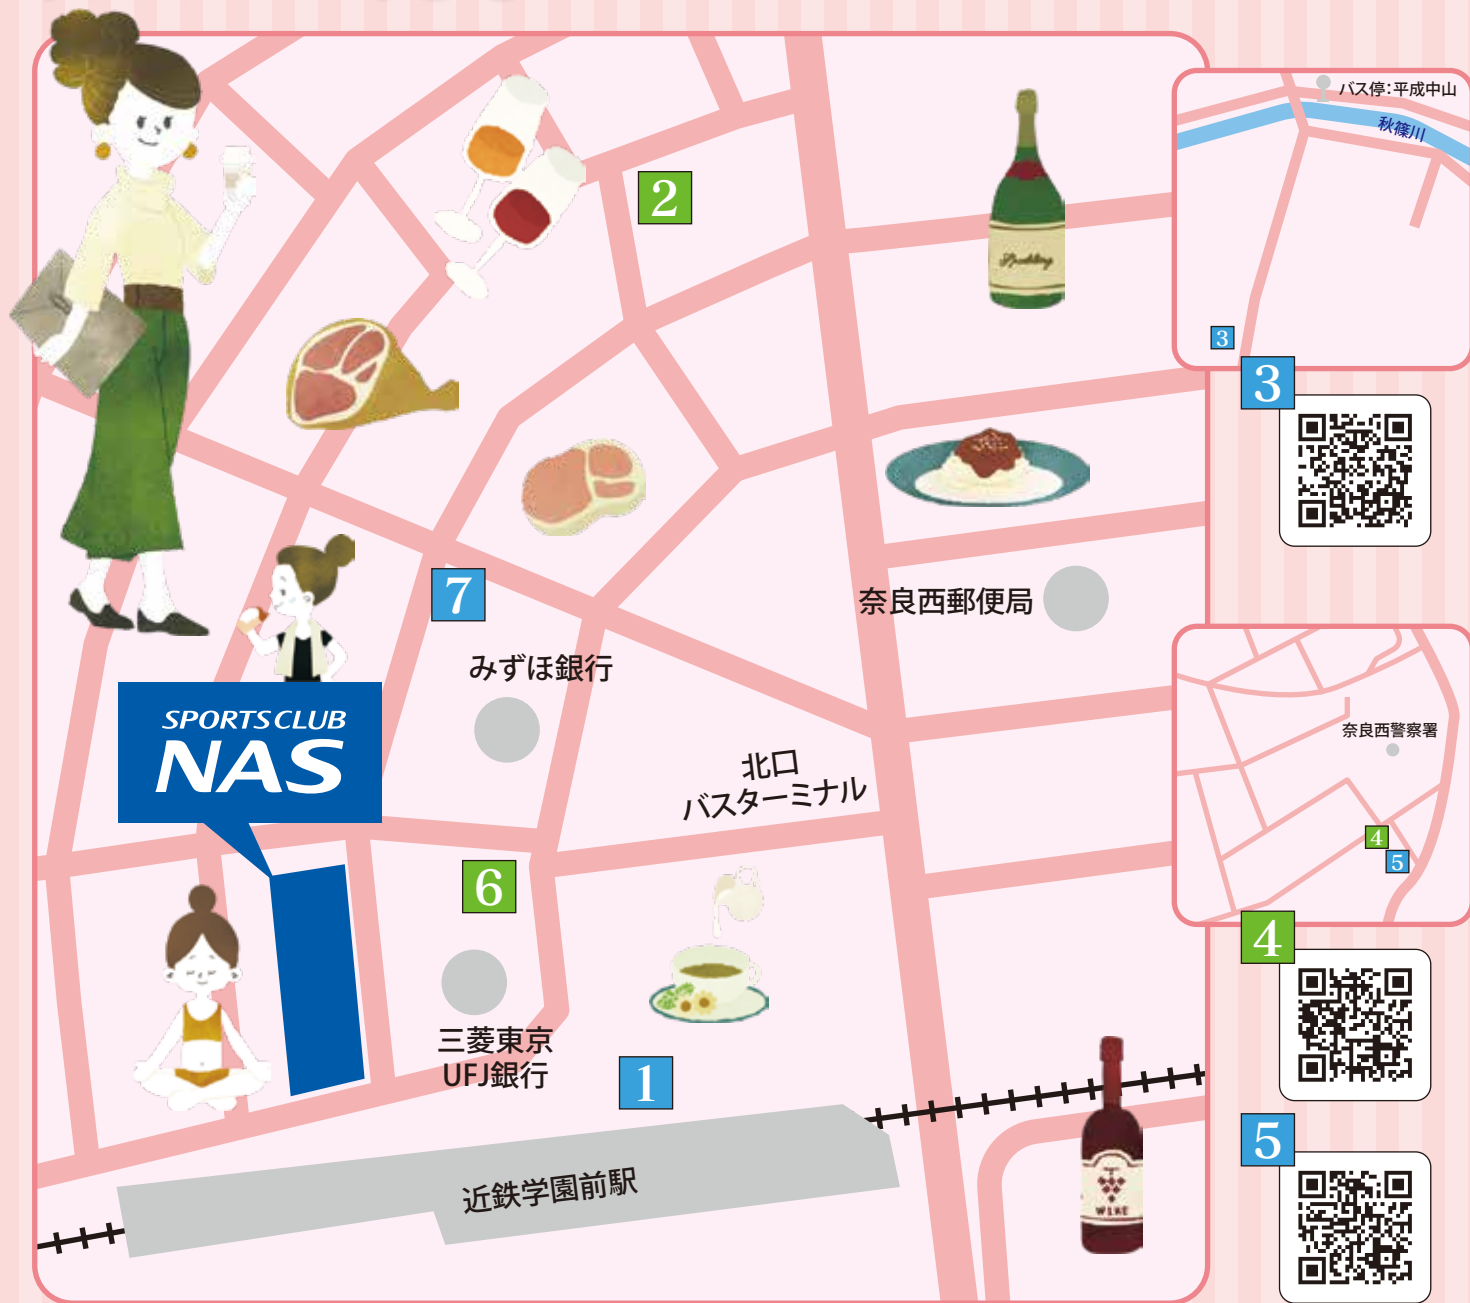 バス停:平成中山
秋篠川
2
Sparkling
3
3
7
奈良西郵便局
みずほ銀行
SPORTS CLUB
NAS
北口
バスターミナル
奈良西警察署
4
5
6
4
三菱東京
UFJ銀行
1
5
近鉄学園前駅
WINE